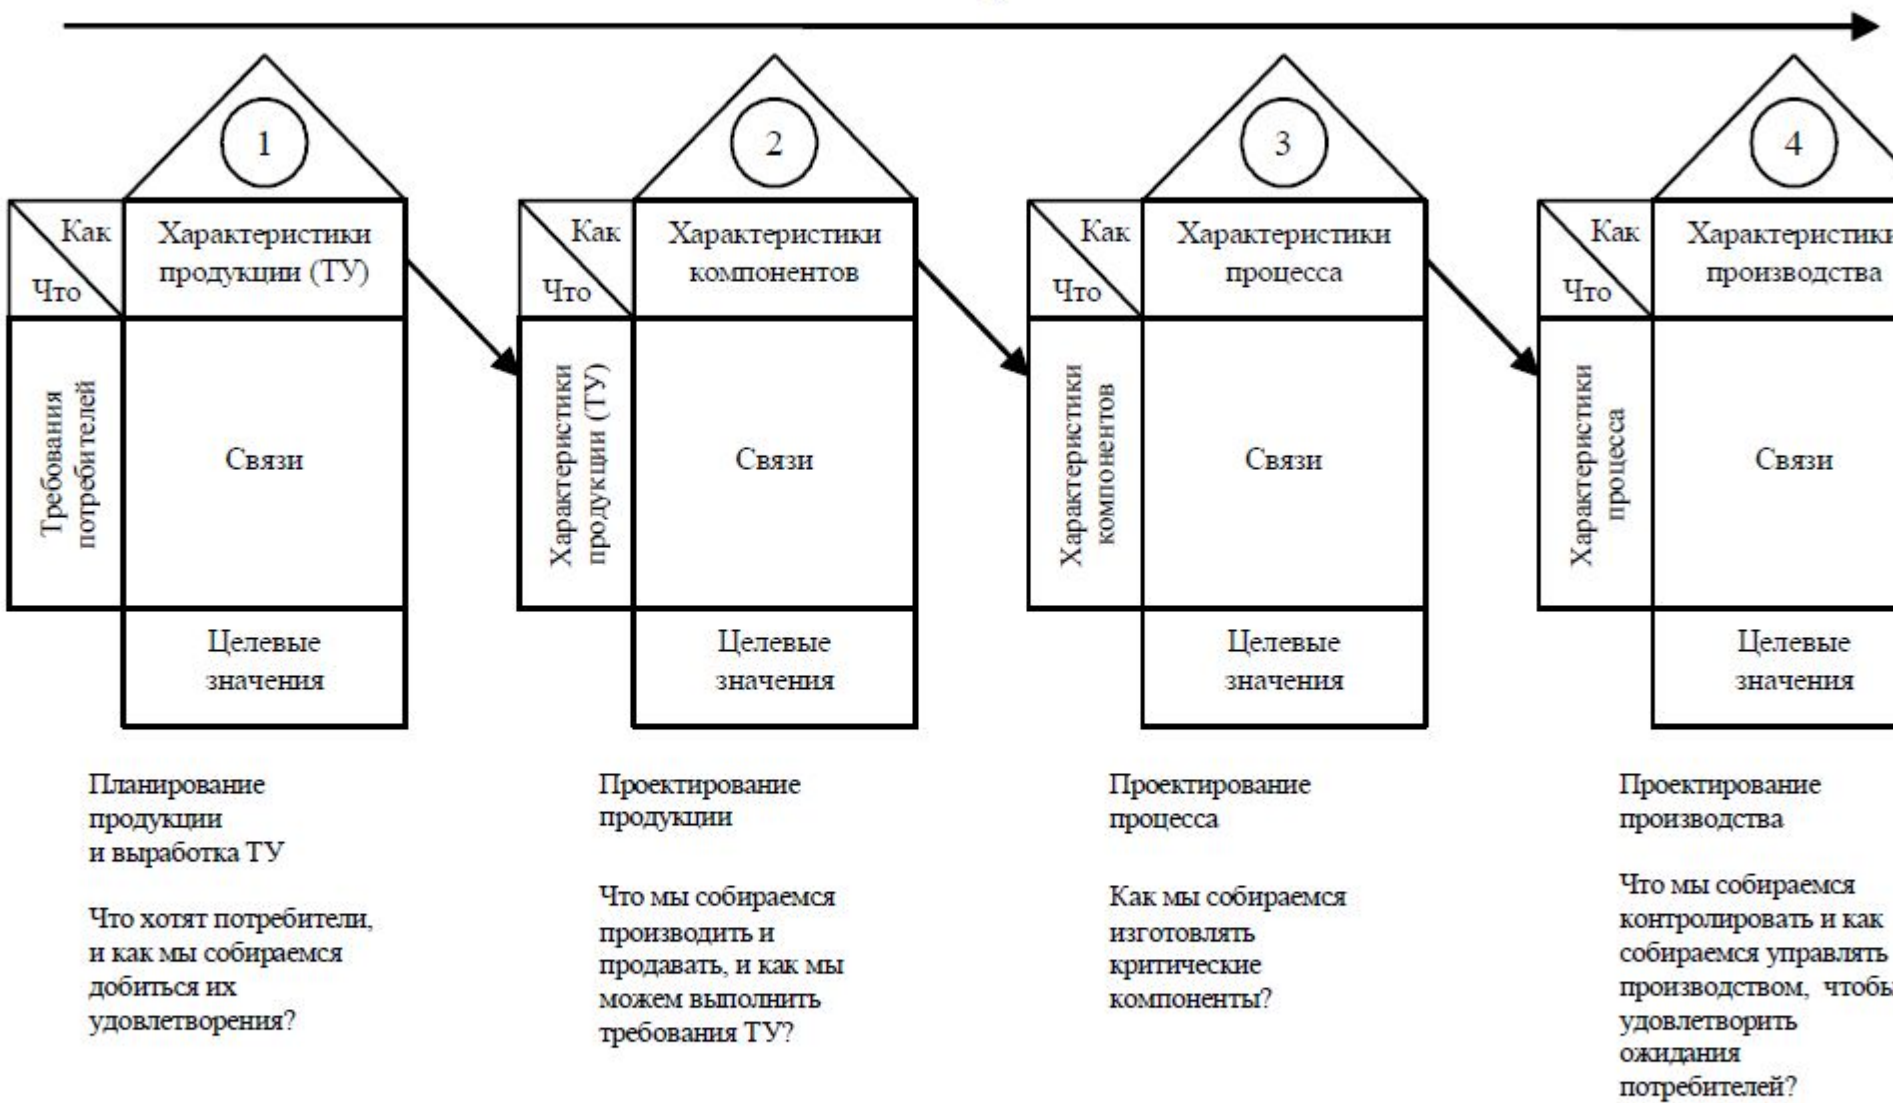 1
Как
Что
Характеристики
продукции (ТУ)
Требования
потребителей
Связи
Целевые
значения
Планирование
продукции
и выработка ТУ
Что хотят потребители,
и как мы собираемся
добиться их
удовлетворения?
2
Как
Что
Характеристики
компонентов
Характеристики
продукции (ТУ)
Связи
Целевые
значения
Проектирование
продукции
Что мы собираемся
производить и
продавать, и как мы
можем выполнить
требования ТУ?
3
Как
Что
Характеристики
процесса
Характеристики
компонентов
Связи
Целевые
значения
Проектирование
процесса
Как мы собираемся
изготовлять
критические
компоненты?
4
Как
Что
Характеристики
производства
Характеристики
процесса
Связи
Целевые
значения
Проектирование
производства
Что мы собираемся
контролировать и как
собираемся управлять
производством, чтобы
удовлетворить
ожидания
потребителей?